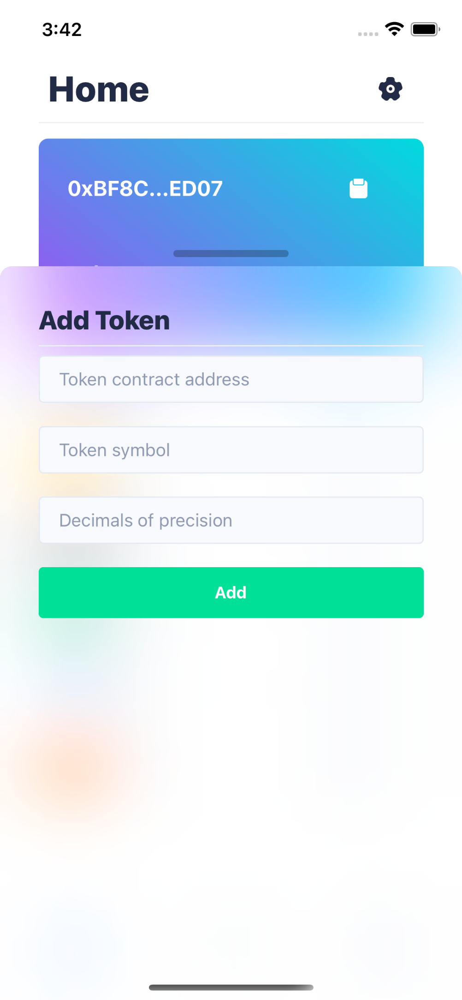 3:42
Home
0xBF8C...ED07
Add Token
Token contract address
Token symbol
Decimals of precision
Add